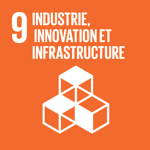 9 INDUSTRIE,
INNOVATION ET
INFRASTRUCTURE